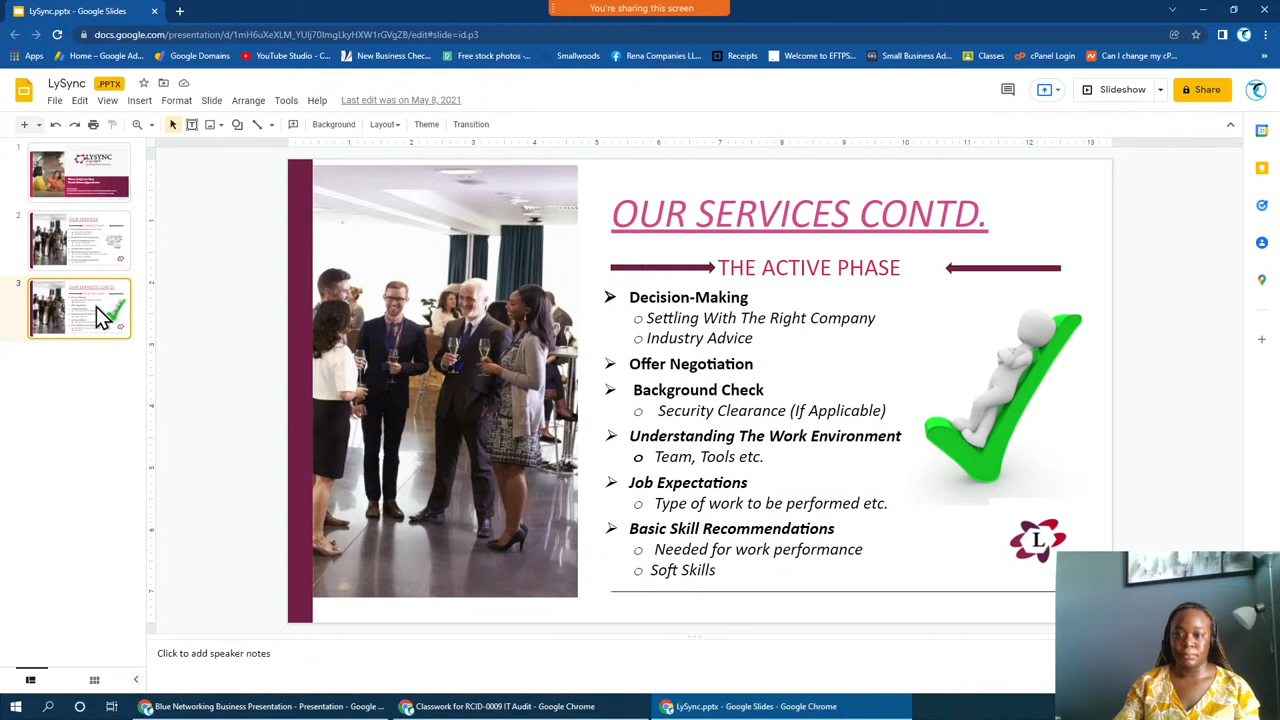 You're sharing this screen
LySync.pptx - Google Slides
docs.google.com/presentation/d/1mH6uXeXLM_YUlj70ImgLkyHXW1rGVgZB/edit#slide=id.p3
Apps
Home – Google Ad...
Google Ads
Google Domains
YouTube Studio - C...
New Business Chec...
Free stock photos -...
Smallwoods
Rena Companies LL...
Receipts
Welcome to EFTPS...
Small Business Ad...
Classes
cPanel Login
Can I change my cP...
LySync .PPTX
File Edit View Insert Format Slide Arrange Tools Help Last edit was on May 8, 2021
Slideshow
Share
Background Layout Theme Transition
1
2
3
OUR SERVICES CONTD.
THE ACTIVE PHASE
Decision-Making
o Settling With The Right Company
o Industry Advice
Offer Negotiation
Background Check
o Security Clearance (If Applicable)
Understanding The Work Environment
o Team, Tools etc.
Job Expectations
o Type of work to be performed etc.
Basic Skill Recommendations
o Needed for work performance
o Soft Skills
L
Click to add speaker notes
Blue Networking Business Presentation - Presentation - Google ...
Classwork for RCID-0009 IT Audit - Google Chrome
LySync.pptx - Google Slides - Google Chrome